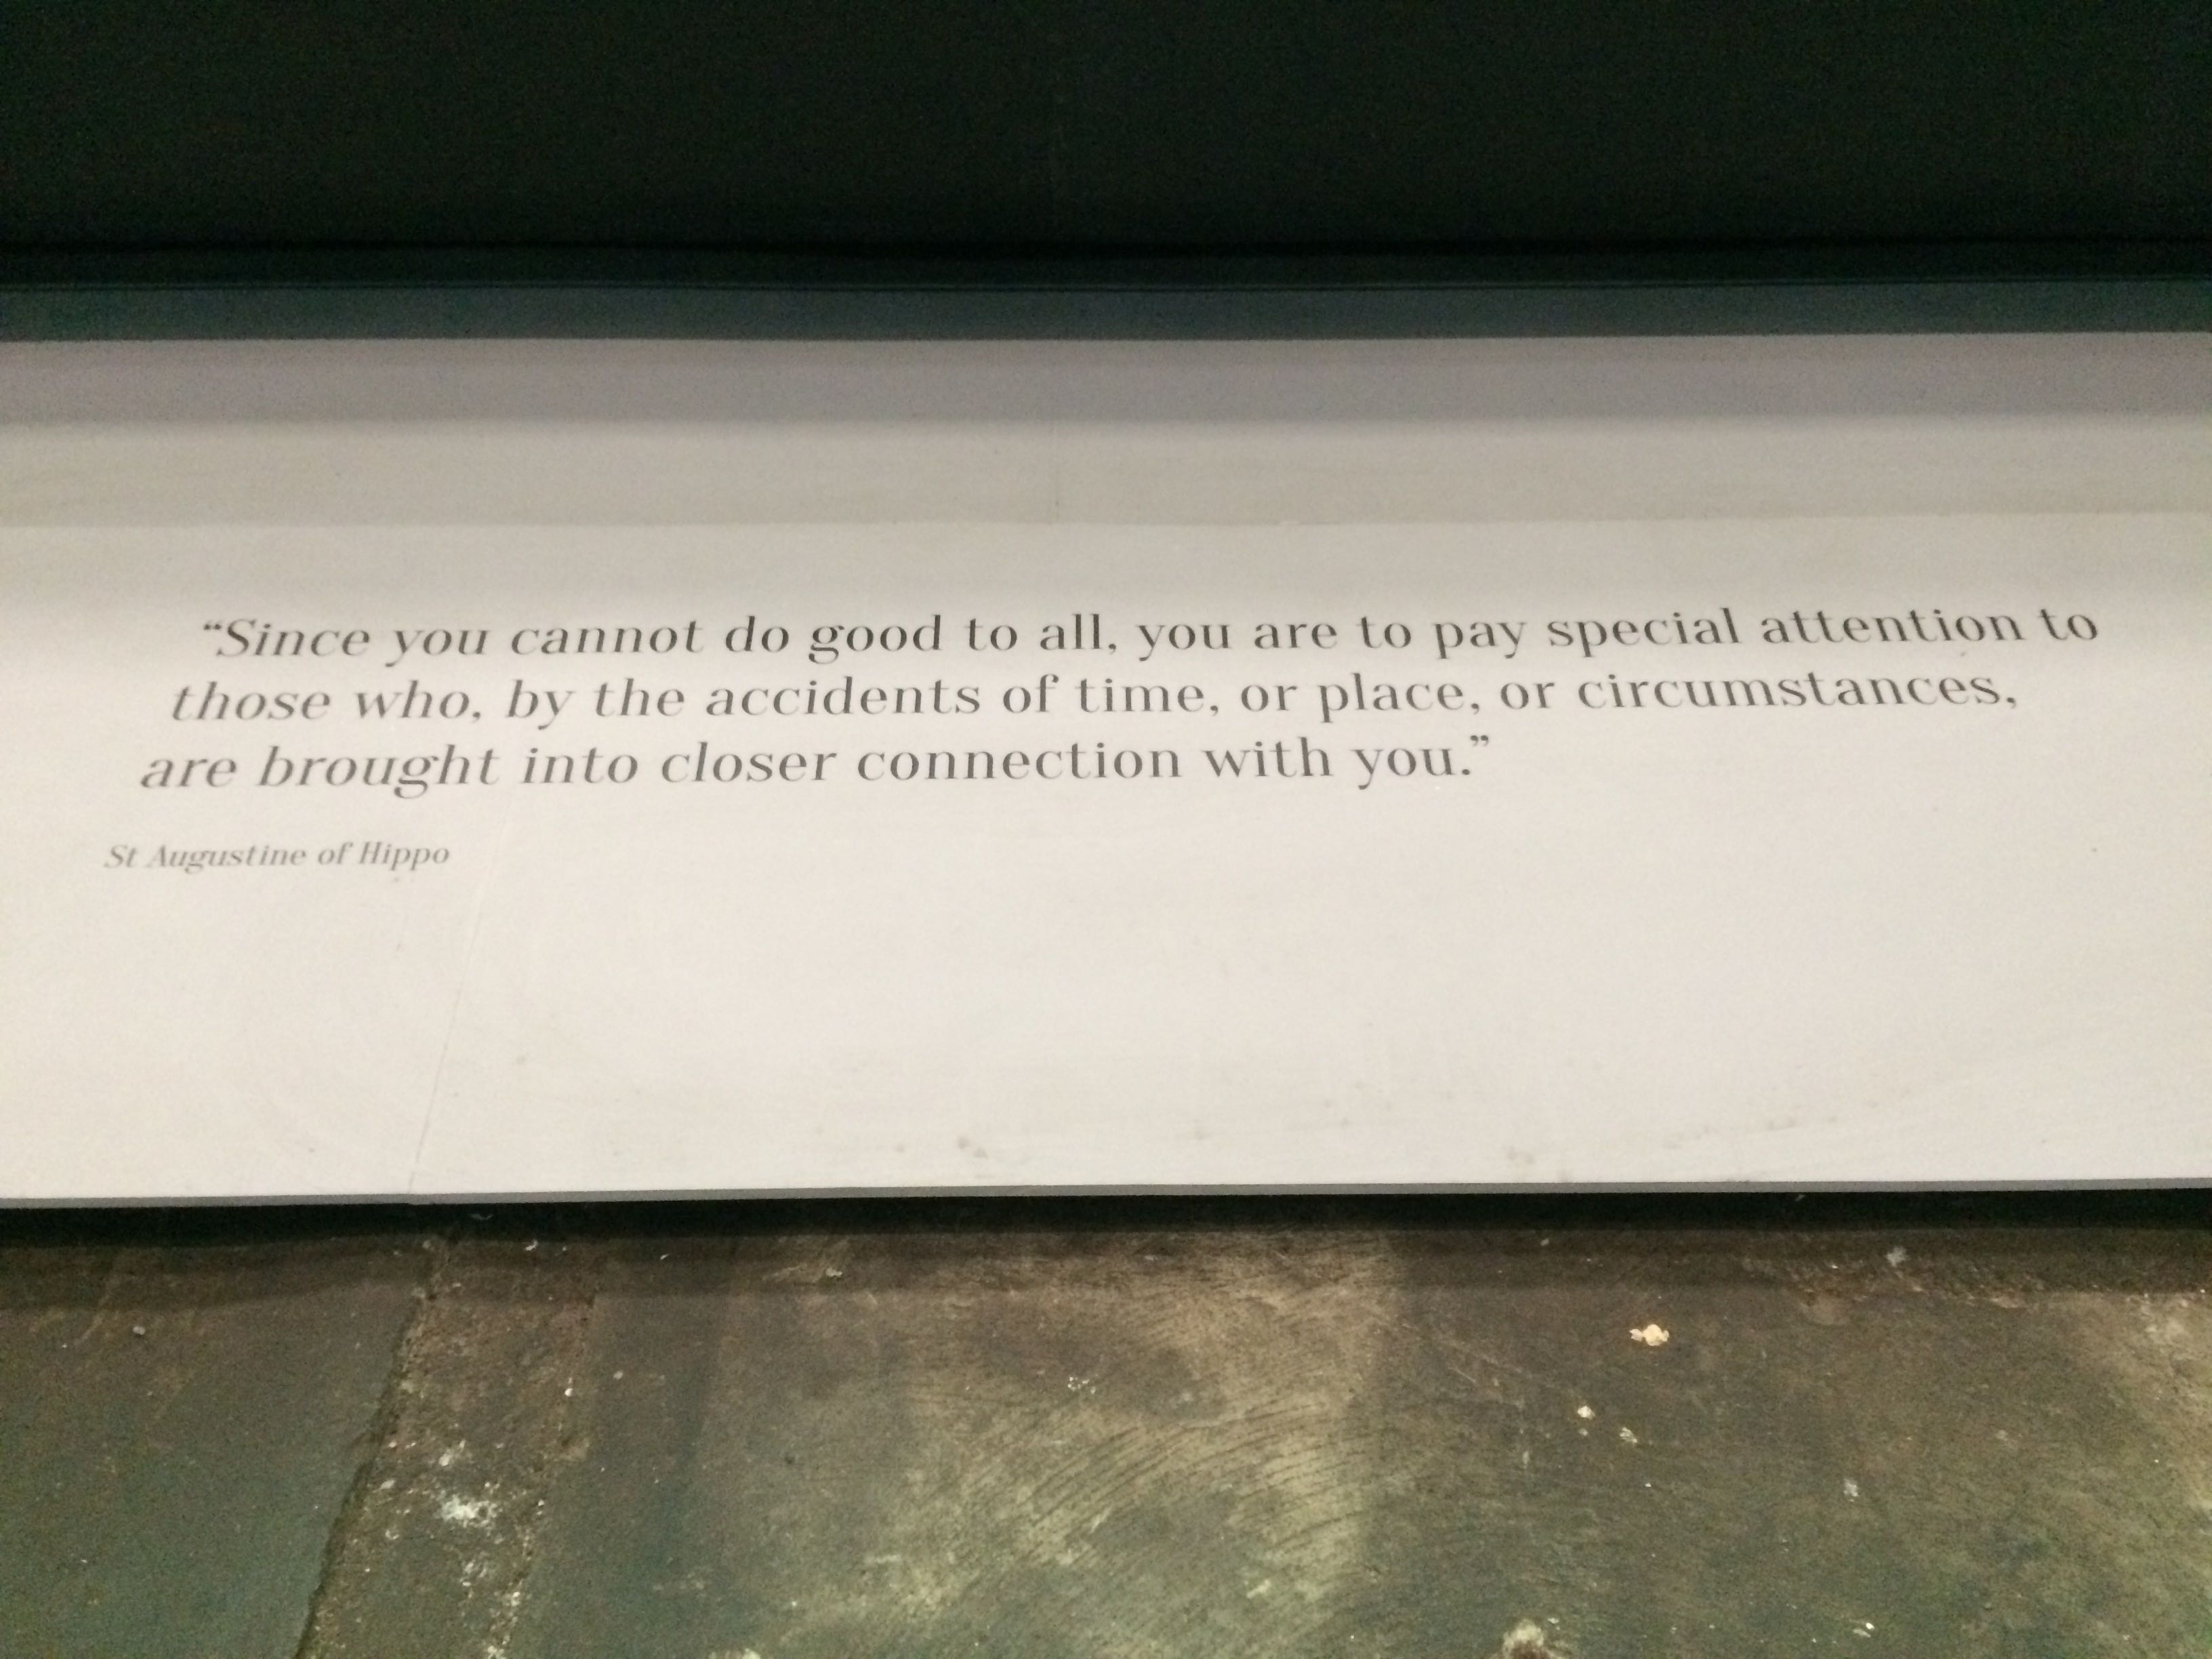 “Since you cannot do good to all, you are to pay special attention to
those who, by the accidents of time, or place, or circumstances,
are brought into closer connection with you.”
St Augustine of Hippo